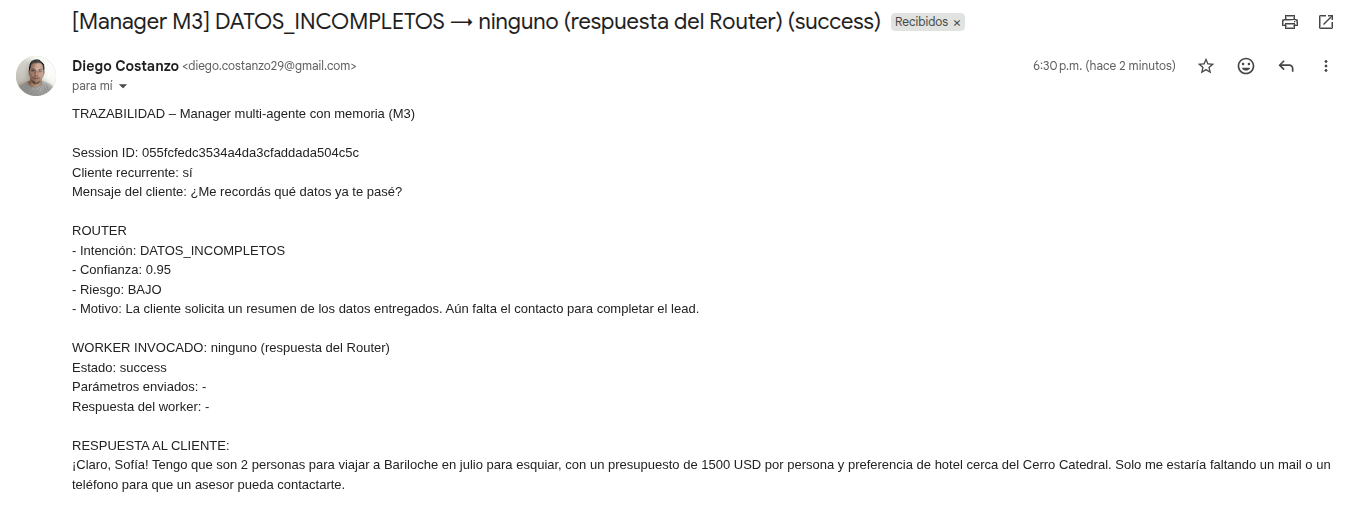 [Manager M3] DATOS_INCOMPLETOS → ninguno (respuesta del Router) (success) Recibidos ×
Diego Costanzo <diego.costanzo29@gmail.com> 6:30 p.m. (hace 2 minutos)
para mí
TRAZABILIDAD – Manager multi-agente con memoria (M3)
Session ID: 055fcfedc3534a4da3cfaddada504c5c
Cliente recurrente: sí
Mensaje del cliente: ¿Me recordás qué datos ya te pasé?
ROUTER
- Intención: DATOS_INCOMPLETOS
- Confianza: 0.95
- Riesgo: BAJO
- Motivo: La cliente solicita un resumen de los datos entregados. Aún falta el contacto para completar el lead.
WORKER INVOCADO: ninguno (respuesta del Router)
Estado: success
Parámetros enviados: -
Respuesta del worker: -
RESPUESTA AL CLIENTE:
¡Claro, Sofía! Tengo que son 2 personas para viajar a Bariloche en julio para esquiar, con un presupuesto de 1500 USD por persona y preferencia de hotel cerca del Cerro Catedral. Solo me estaría faltando un mail o un
teléfono para que un asesor pueda contactarte.